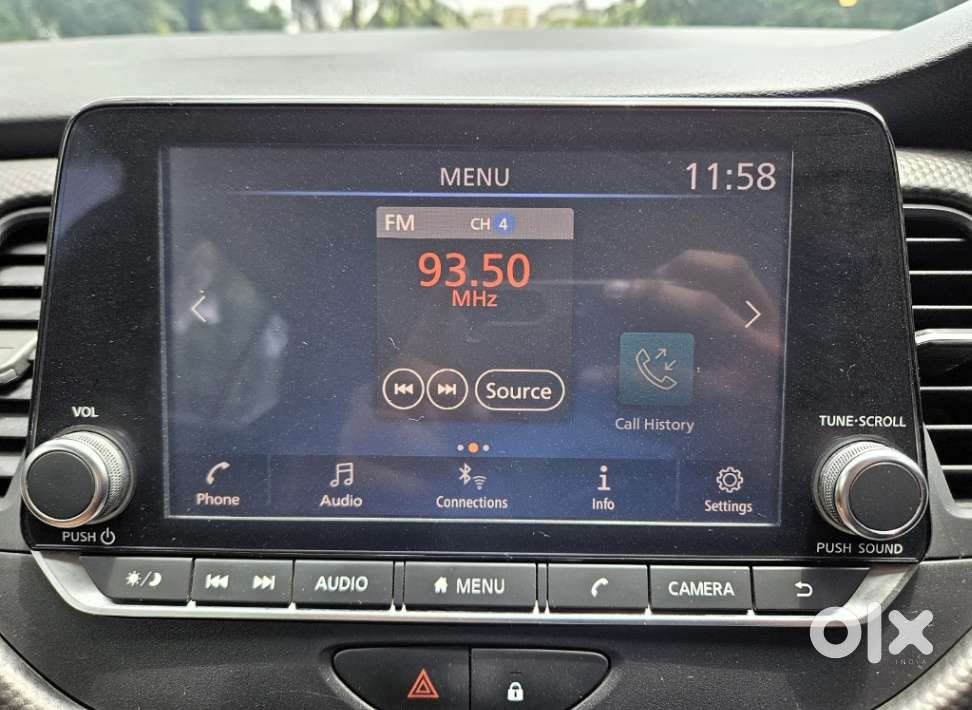 MENU
11:58
FM CH 4
93.50
MHz
Source
Call History
VOL
TUNE·SCROLL
Phone
Audio
Connections
Info
Settings
PUSH
PUSH SOUND
AUDIO
MENU
CAMERA
olx
INDIA